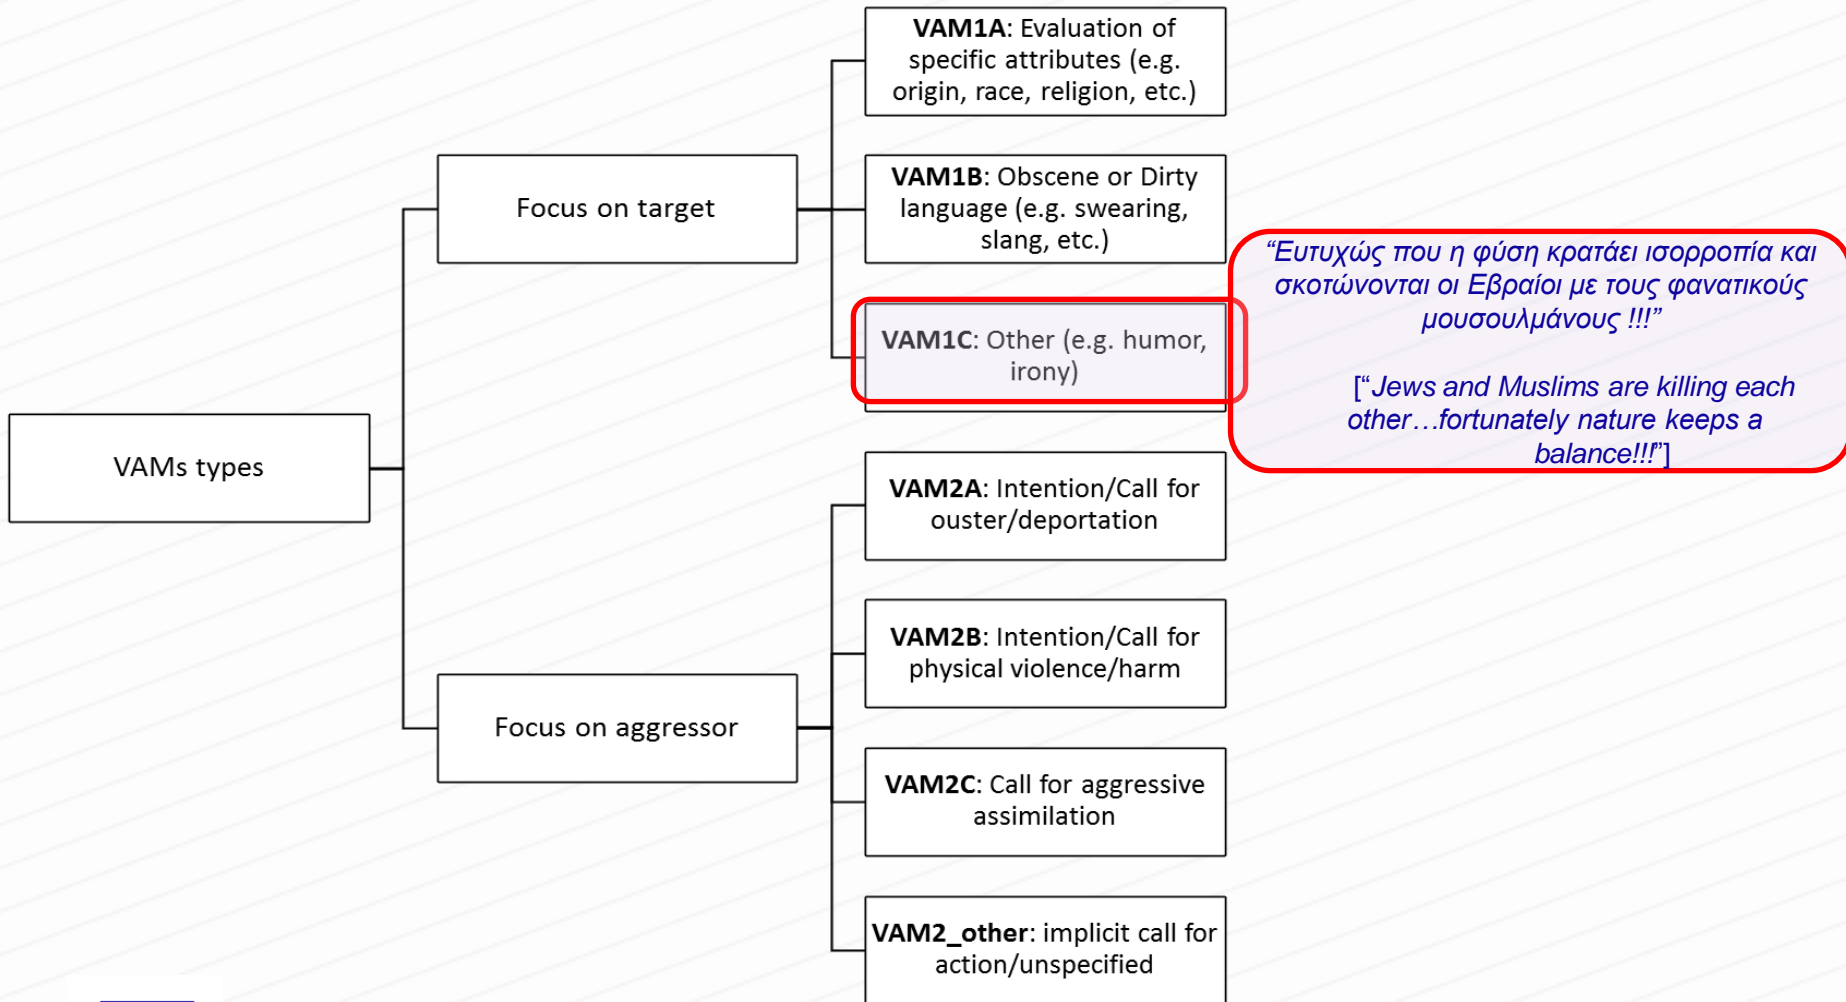 VAMs types
Focus on target
VAM1A: Evaluation of
specific attributes (e.g.
origin, race, religion, etc.)
VAM1B: Obscene or Dirty
language (e.g. swearing,
slang, etc.)
VAM1C: Other (e.g. humor,
irony)
“Ευτυχώς που η φύση κρατάει ισορροπία και
σκοτώνονται οι Εβραίοι με τους φανατικούς
μουσουλμάνους !!!”
[“Jews and Muslims are killing each
other…fortunately nature keeps a
balance!!!”]
Focus on aggressor
VAM2A: Intention/Call for
ouster/deportation
VAM2B: Intention/Call for
physical violence/harm
VAM2C: Call for aggressive
assimilation
VAM2_other: implicit call for
action/unspecified